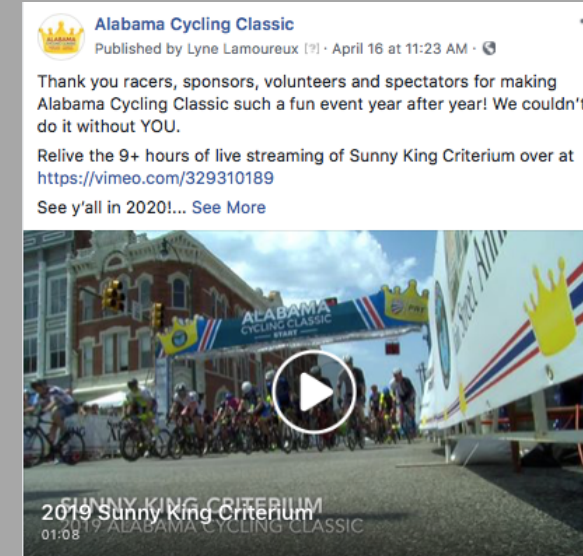 Alabama Cycling Classic
Published by Lyne Lamoureux [?] · April 16 at 11:23 AM ·
Thank you racers, sponsors, volunteers and spectators for making
Alabama Cycling Classic such a fun event year after year! We couldn't
do it without YOU.
Relive the 9+ hours of live streaming of Sunny King Criterium over at
https://vimeo.com/329310189
See y'all in 2020!... See More
ALABAMA
CYCLING CLASSIC
START
Street
SUNNY KING CRITERIUM
2019 Sunny King Criterium
2019 ALABAMA CYCLING CLASSIC
01:08